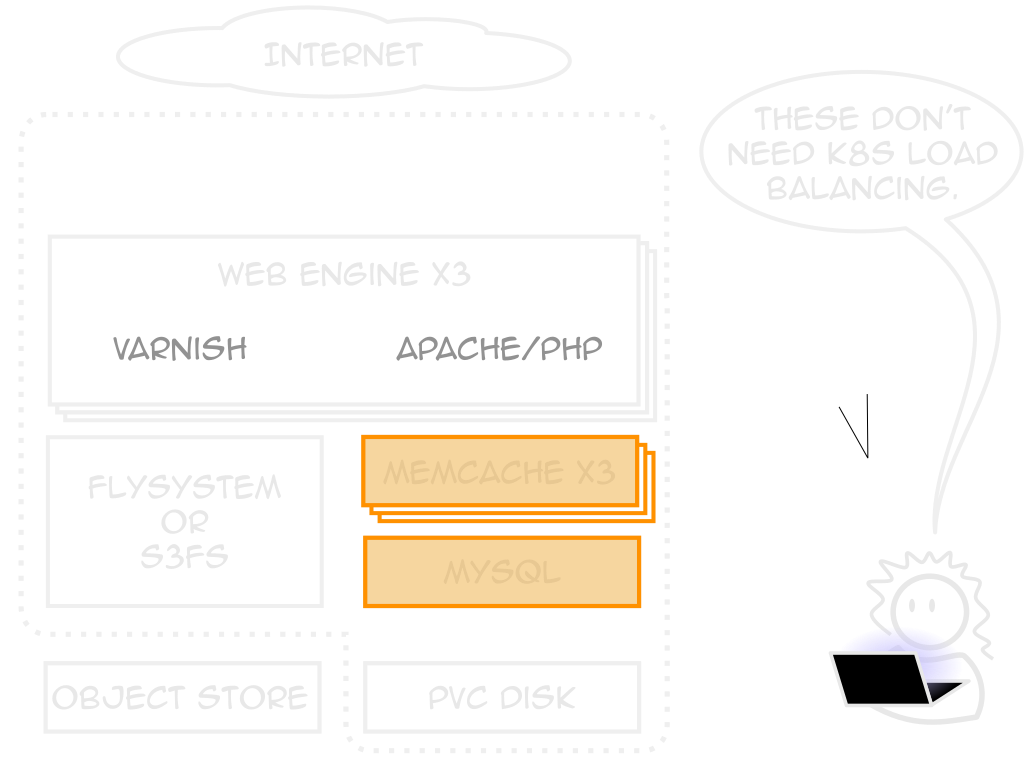 INTERNET
THESE DON'T
NEED K8S LOAD
BALANCING.
WEB ENGINE X3
VARNISH
APACHE/PHP
FLYSYSTEM
OR
S3FS
MEMCACHE X3
MYSQL
OBJECT STORE
PVC DISK